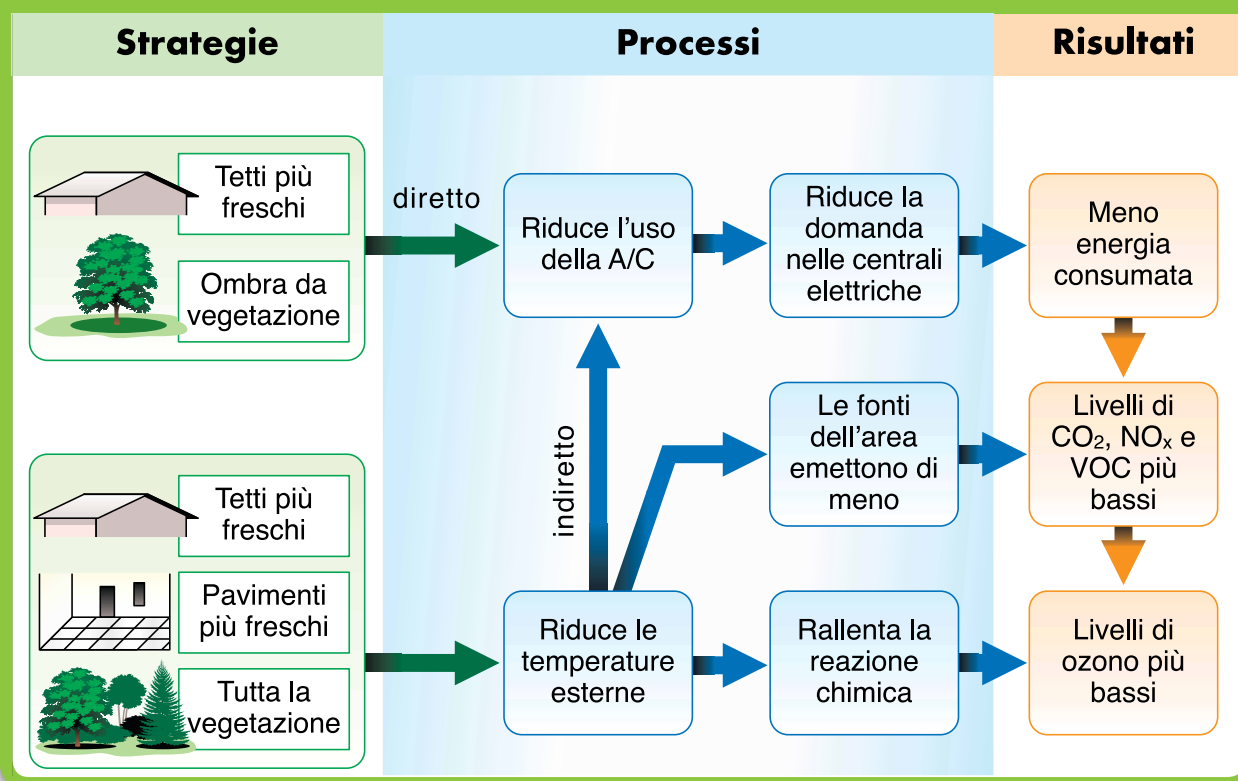 Strategie
Processi
Risultati
Tetti più
freschi
Ombra da
vegetazione
diretto
Riduce l’uso
della A/C
Riduce la
domanda
nelle centrali
elettriche
Meno
energia
consumata
indiretto
Le fonti
dell’area
emettono di
meno
Livelli di
CO₂, NOₓ e
VOC più
bassi
Tetti più
freschi
Pavimenti
più freschi
Tutta la
vegetazione
Riduce le
temperature
esterne
Rallenta la
reazione
chimica
Livelli di
ozono più
bassi